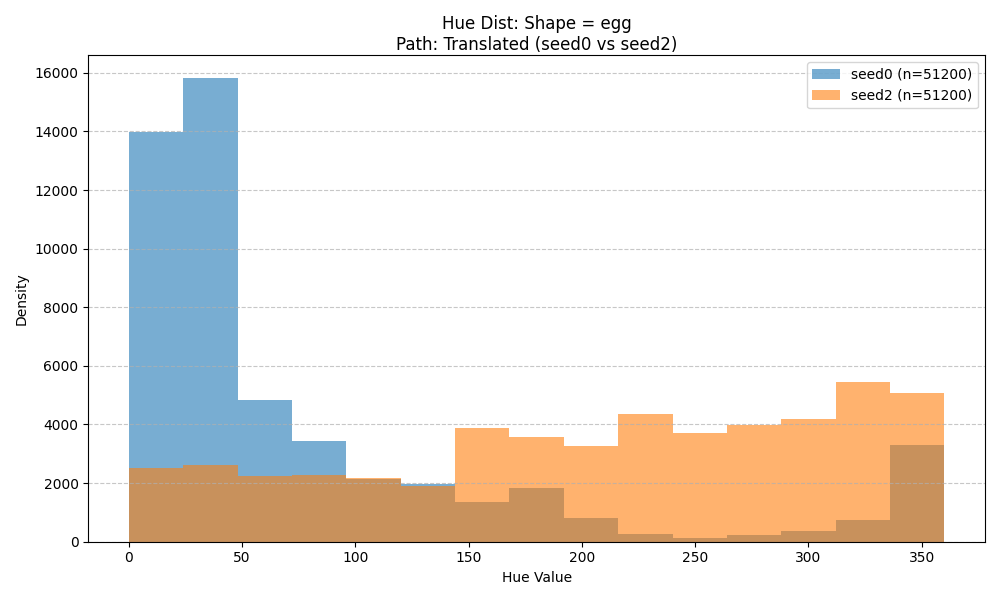 Hue Dist: Shape = egg
Path: Translated (seed0 vs seed2)
seed0 (n=51200)
seed2 (n=51200)
Density
16000
14000
12000
10000
8000
6000
4000
2000
0
0 50 100 150 200 250 300 350
Hue Value